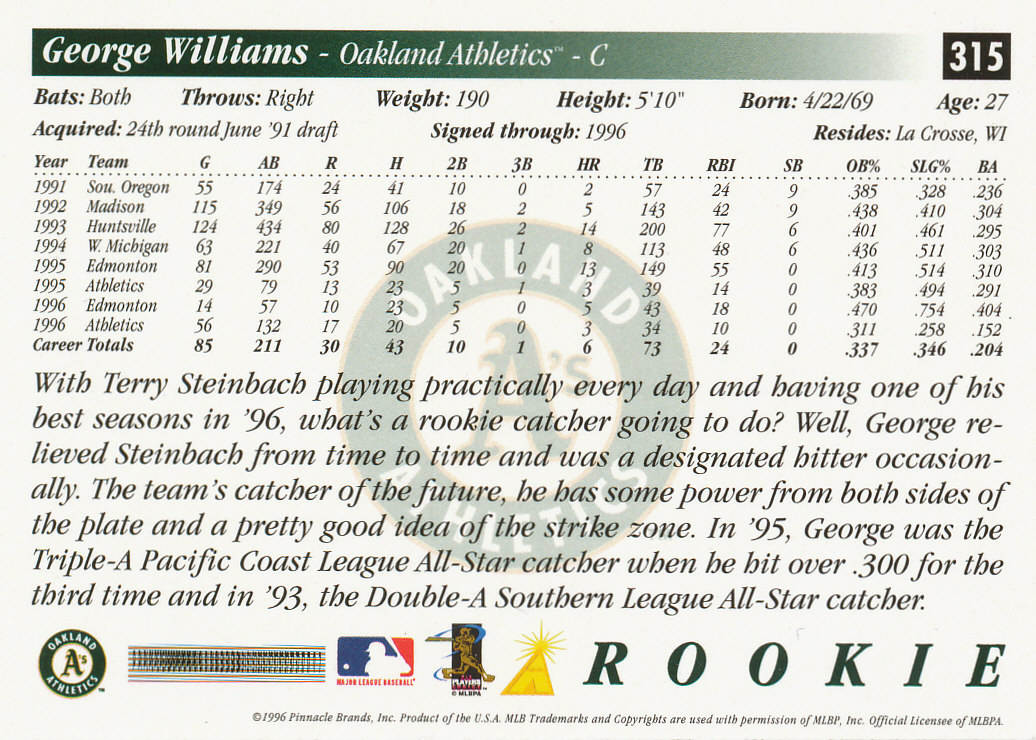 George Williams - Oakland Athletics™ - C 315
Bats: Both Throws: Right Weight: 190 Height: 5'10" Born: 4/22/69 Age: 27
Acquired: 24th round June '91 draft Signed through: 1996 Resides: La Crosse, WI
Year Team G AB R H 2B 3B HR TB RBI SB OB% SLG% BA
1991 Sou. Oregon 55 174 24 41 10 0 2 57 24 9 .385 .328 .236
1992 Madison 115 349 56 106 18 2 5 143 42 9 .438 .410 .304
1993 Huntsville 124 434 80 128 26 2 14 200 77 6 .401 .461 .295
1994 W. Michigan 63 221 40 67 20 1 8 113 48 6 .436 .511 .303
1995 Edmonton 81 290 53 90 20 0 13 149 55 0 .413 .514 .310
1995 Athletics 29 79 13 23 5 1 3 39 14 0 .383 .494 .291
1996 Edmonton 14 57 10 23 5 0 5 43 18 0 .470 .754 .404
1996 Athletics 56 132 17 20 5 0 3 34 10 0 .311 .258 .152
Career Totals 85 211 30 43 10 1 6 73 24 0 .337 .346 .204
OAKLAND A's ATHLETICS
With Terry Steinbach playing practically every day and having one of his
best seasons in '96, what's a rookie catcher going to do? Well, George re-
lieved Steinbach from time to time and was a designated hitter occasion-
ally. The team's catcher of the future, he has some power from both sides of
the plate and a pretty good idea of the strike zone. In '95, George was the
Triple-A Pacific Coast League All-Star catcher when he hit over .300 for the
third time and in '93, the Double-A Southern League All-Star catcher.
OAKLAND A's ATHLETICS ™
MAJOR LEAGUE BASEBALL
PLAYERS
© MLBPA
ROOKIE
©1996 Pinnacle Brands, Inc. Product of the U.S.A. MLB Trademarks and Copyrights are used with permission of MLBP, Inc. Official Licensee of MLBPA.